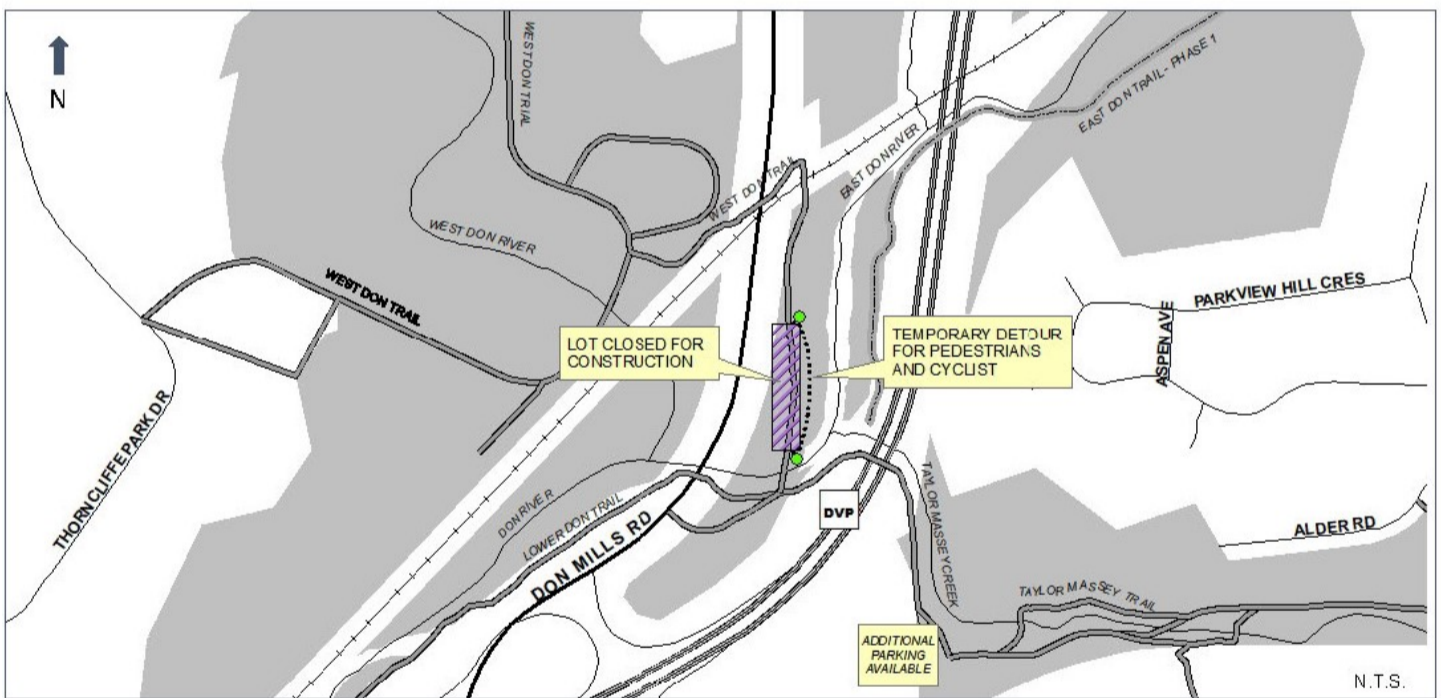 N
WEST DON TRIAL
WEST DON RIVER
WEST DON TRAIL
WEST DON TRAIL
EAST DON RIVER
EAST DON TRAIL - PHASE 1
PARKVIEW HILL CRES
ASPEN AVE
LOT CLOSED FOR
CONSTRUCTION
TEMPORARY DETOUR
FOR PEDESTRIANS
AND CYCLIST
THORNCLIFFE PARK DR
DON RIVER
LOWER DON TRAIL
DON MILLS RD
DVP
TAYLOR MASSEY CREEK
ALDER RD
TAYLOR MASSEY TRAIL
ADDITIONAL
PARKING
AVAILABLE
N.T.S.